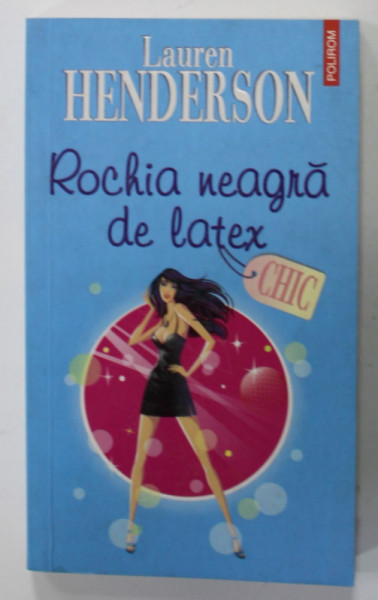 Lauren
HENDERSON
POLIROM
Rochia neagră
de latex
CHIC